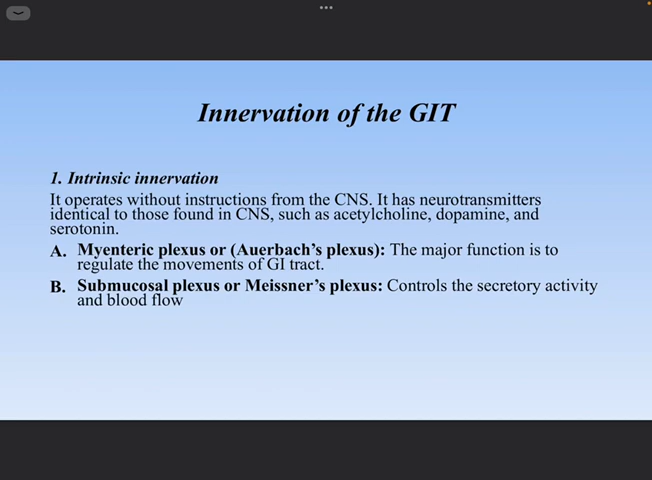 Innervation of the GIT
1. Intrinsic innervation
It operates without instructions from the CNS. It has neurotransmitters
identical to those found in CNS, such as acetylcholine, dopamine, and
serotonin.
A. Myenteric plexus or (Auerbach's plexus): The major function is to
regulate the movements of GI tract.
B. Submucosal plexus or Meissner's plexus: Controls the secretory activity
and blood flow